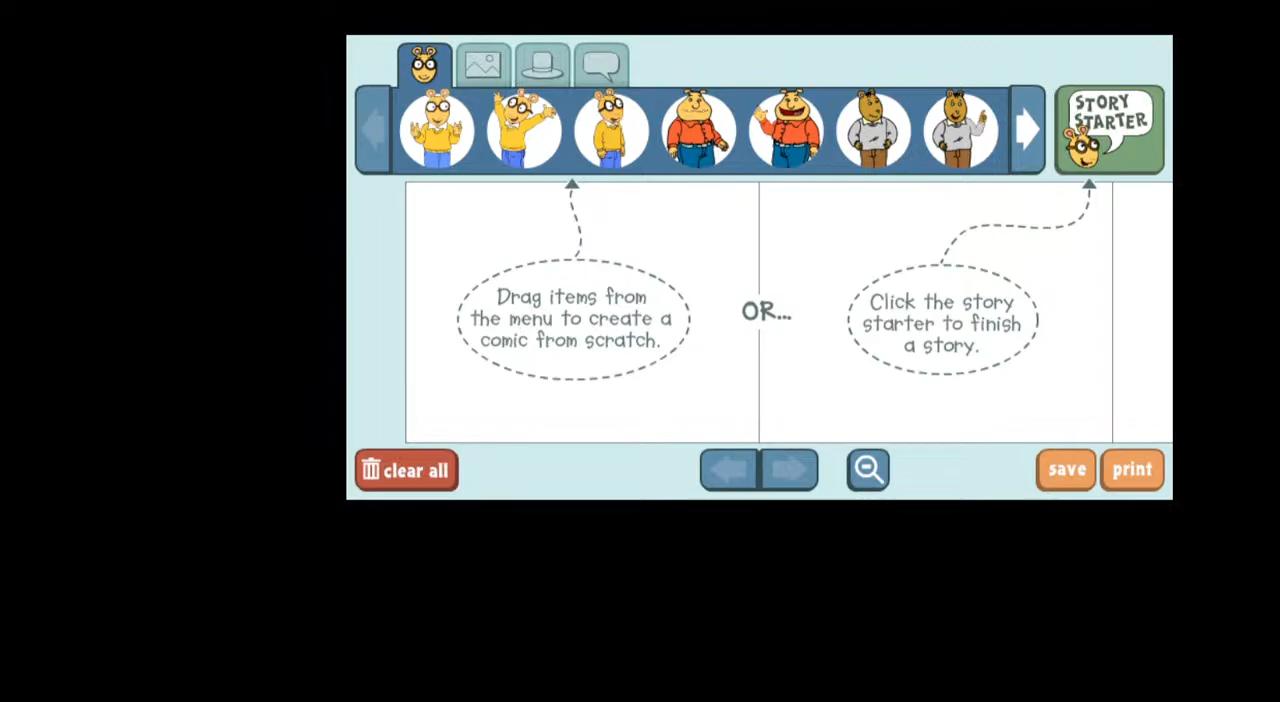 STORY
STARTER
Drag items from
the menu to create a
comic from scratch.
OR...
Click the story
starter to finish
a story.
clear all
save
print